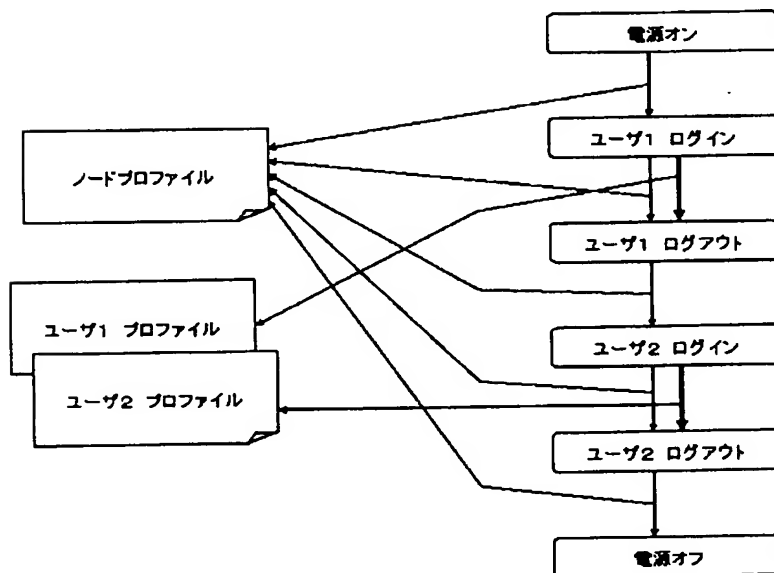 電源オン
ユーザ1 ログイン
ノードプロファイル
ユーザ1 ログアウト
ユーザ1 プロファイル
ユーザ2 ログイン
ユーザ2 プロファイル
ユーザ2 ログアウト
電源オフ